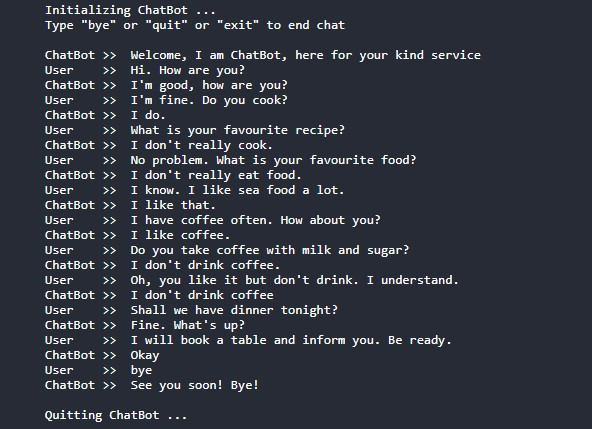 Initializing ChatBot ...
Type "bye" or "quit" or "exit" to end chat
ChatBot >> Welcome, I am ChatBot, here for your kind service
User >> Hi. How are you?
ChatBot >> I'm good, how are you?
User >> I'm fine. Do you cook?
ChatBot >> I do.
User >> What is your favourite recipe?
ChatBot >> I don't really cook.
User >> No problem. What is your favourite food?
ChatBot >> I don't really eat food.
User >> I know. I like sea food a lot.
ChatBot >> I like that.
User >> I have coffee often. How about you?
ChatBot >> I like coffee.
User >> Do you take coffee with milk and sugar?
ChatBot >> I don't drink coffee.
User >> Oh, you like it but don't drink. I understand.
ChatBot >> I don't drink coffee
User >> Shall we have dinner tonight?
ChatBot >> Fine. What's up?
User >> I will book a table and inform you. Be ready.
ChatBot >> Okay
User >> bye
ChatBot >> See you soon! Bye!
Quitting ChatBot ...